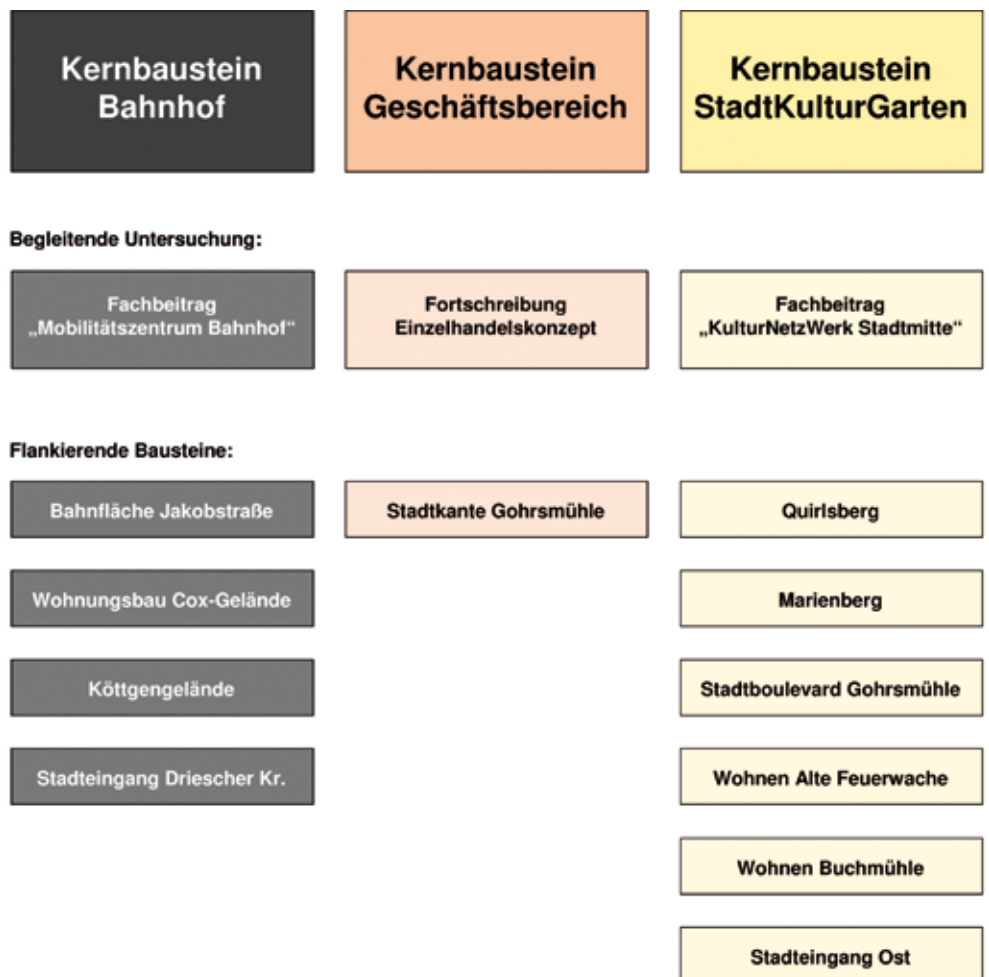 Kernbaustein
Bahnhof
Kernbaustein
Geschäftsbereich
Kernbaustein
StadtKulturGarten
Begleitende Untersuchung:
Fachbeitrag
„Mobilitätszentrum Bahnhof“
Fortschreibung
Einzelhandelskonzept
Fachbeitrag
„KulturNetzWerk Stadtmitte“
Flankierende Bausteine:
Bahnfläche Jakobstraße
Stadtkante Gohrsmühle
Quirlsberg
Wohnungsbau Cox-Gelände
Marienberg
Köttgengelände
Stadtboulevard Gohrsmühle
Stadteingang Driescher Kr.
Wohnen Alte Feuerwache
Wohnen Buchmühle
Stadteingang Ost